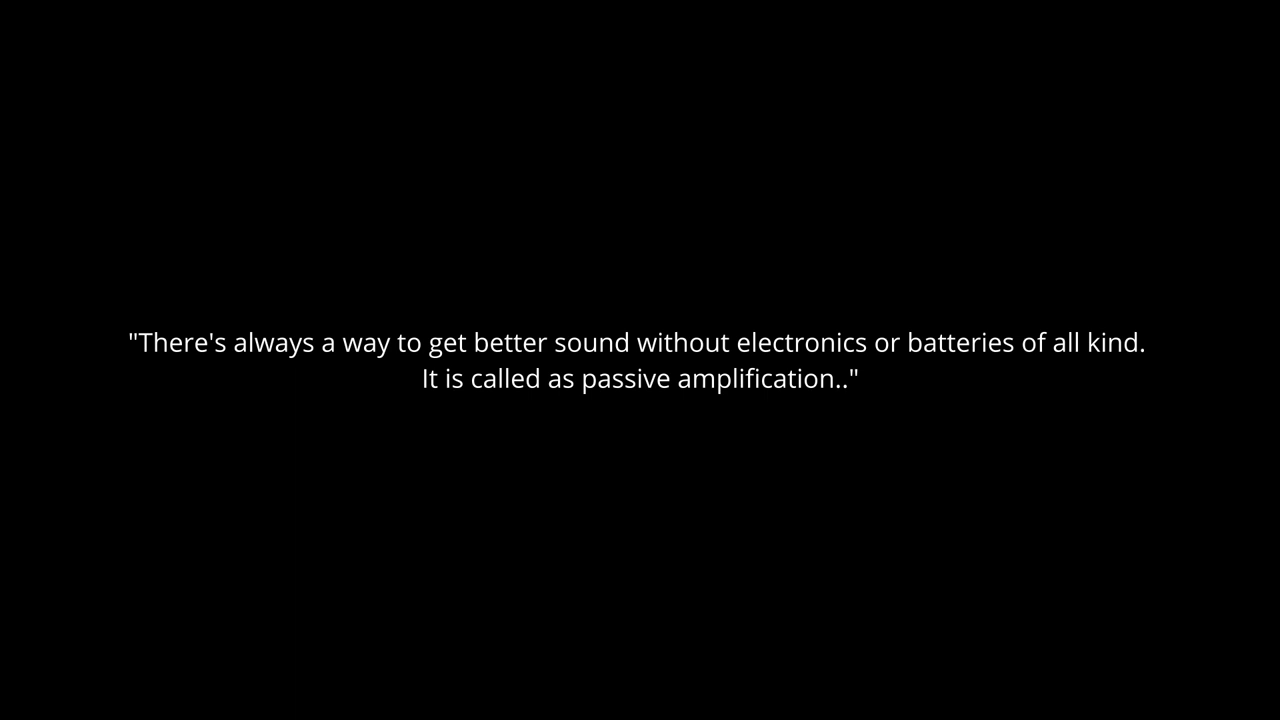 "There's always a way to get better sound without electronics or batteries of all kind.
It is called as passive amplification.."